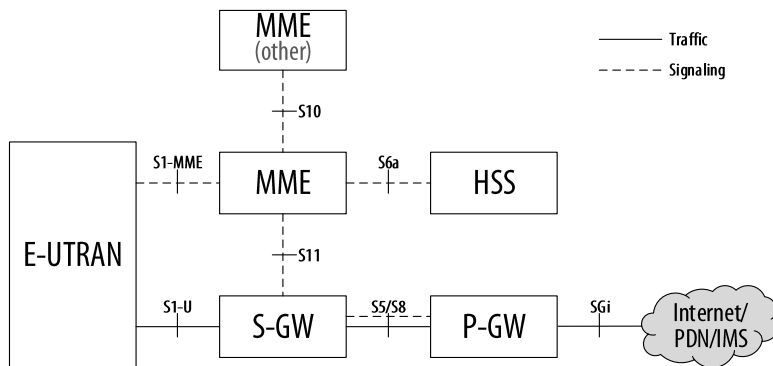 MME
(other)
Traffic
Signaling
S10
S1-MME
MME
S6a
HSS
E-UTRAN
S11
S1-U
S-GW
S5/S8
P-GW
SGi
Internet/
PDN/IMS